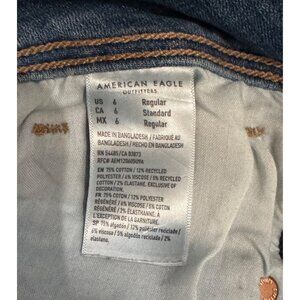 AMERICAN EAGLE
OUTFITTERS
US 6 Regular
CA 6 Standard
MX 6 Regular
MADE IN BANGLADESH / FABRIQUÉ AU
BANGLADESH / HECHO EN BANGLADESH
RN 54485/CA 03873
EN 75% COTTON / 12% RECYCLED
POLYESTER / 6% VISCOSE / 5% RECYCLED
COTTON / 2% ELASTANE. EXCLUSIVE OF
DECORATION.
FR 75% COTON / 12% POLYESTER
RÉGÉNÉRÉ / 6% VISCOSE / 5% COTON
RÉGÉNÉRÉ / 2% ÉLASTHANNE. À
L'EXCEPTION DE LA GARNITURE.
SP 75% algodón / 12% poliéster reciclado /
6% viscosa / 5% algodón reciclado / 2%
elastano.